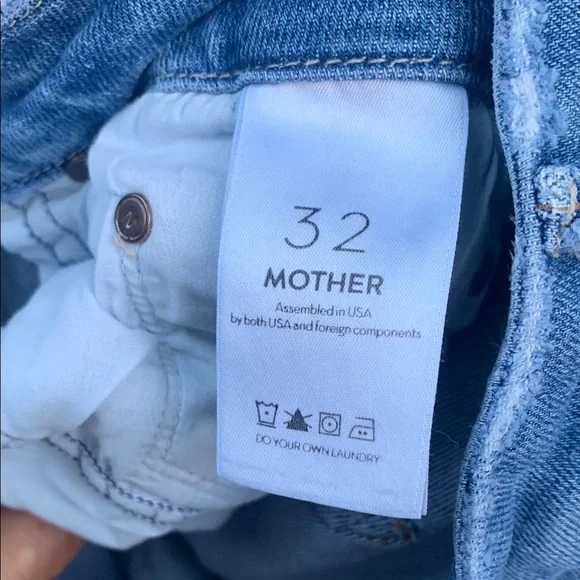 32
MOTHER
Assembled in USA
by both USA and foreign components
DO YOUR OWN LAUNDRY